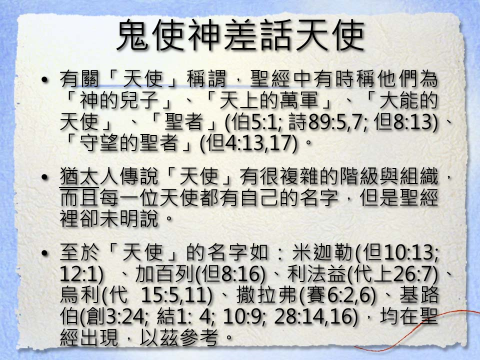 鬼使神差話天使
• 有關「天使」稱謂，聖經中有時稱他們為
「神的兒子」、「天上的萬軍」、「大能的
天使」 、「聖者」(伯5:1; 詩89:5,7; 但8:13)、
「守望的聖者」(但4:13,17)。
• 猶太人傳說「天使」有很複雜的階級與組織，
而且每一位天使都有自己的名字，但是聖經
裡卻未明說。
• 至於「天使」的名字如：米迦勒(但10:13;
12:1) 、加百列(但8:16)、利法益(代上26:7)、
烏利(代 15:5,11)、撒拉弗(賽6:2,6)、基路
伯(創3:24; 結1: 4; 10:9; 28:14,16)，均在聖
經出現，以茲參考。